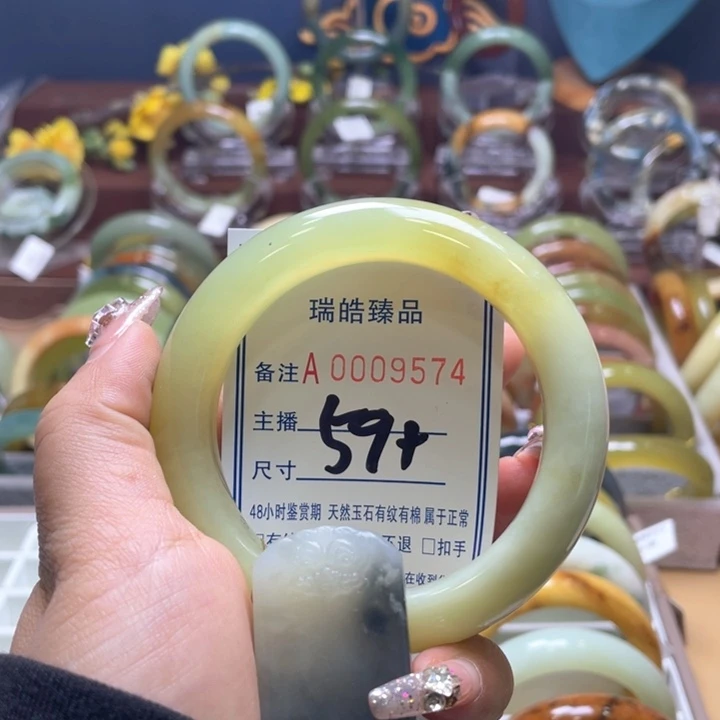 瑞皓臻品
备注A 0009574
主播 59+
尺寸
48小时鉴赏期 天然玉石有纹有棉 属于正常
不退 □扣手
在收到